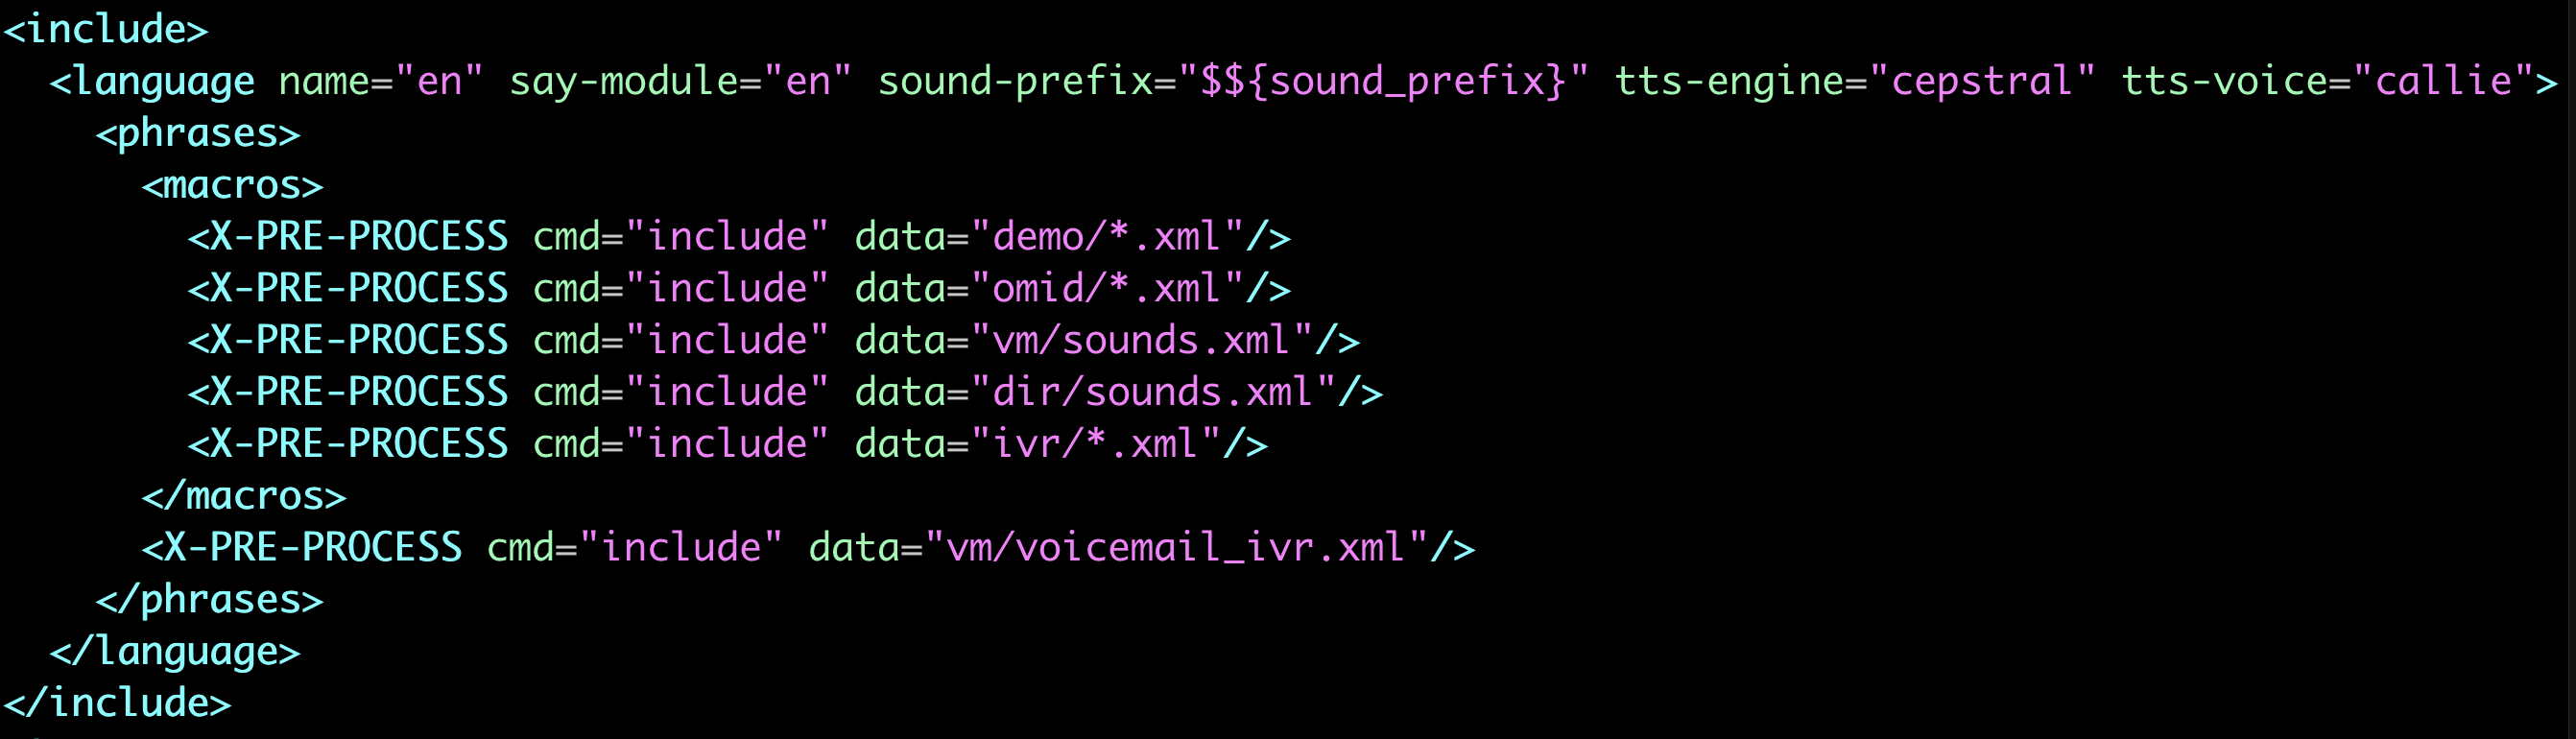 <include>
  <language name="en" say-module="en" sound-prefix="$${sound_prefix}" tts-engine="cepstral" tts-voice="callie">
    <phrases>
      <macros>
        <X-PRE-PROCESS cmd="include" data="demo/*.xml"/>
        <X-PRE-PROCESS cmd="include" data="omid/*.xml"/>
        <X-PRE-PROCESS cmd="include" data="vm/sounds.xml"/>
        <X-PRE-PROCESS cmd="include" data="dir/sounds.xml"/>
        <X-PRE-PROCESS cmd="include" data="ivr/*.xml"/>
      </macros>
      <X-PRE-PROCESS cmd="include" data="vm/voicemail_ivr.xml"/>
    </phrases>
  </language>
</include>